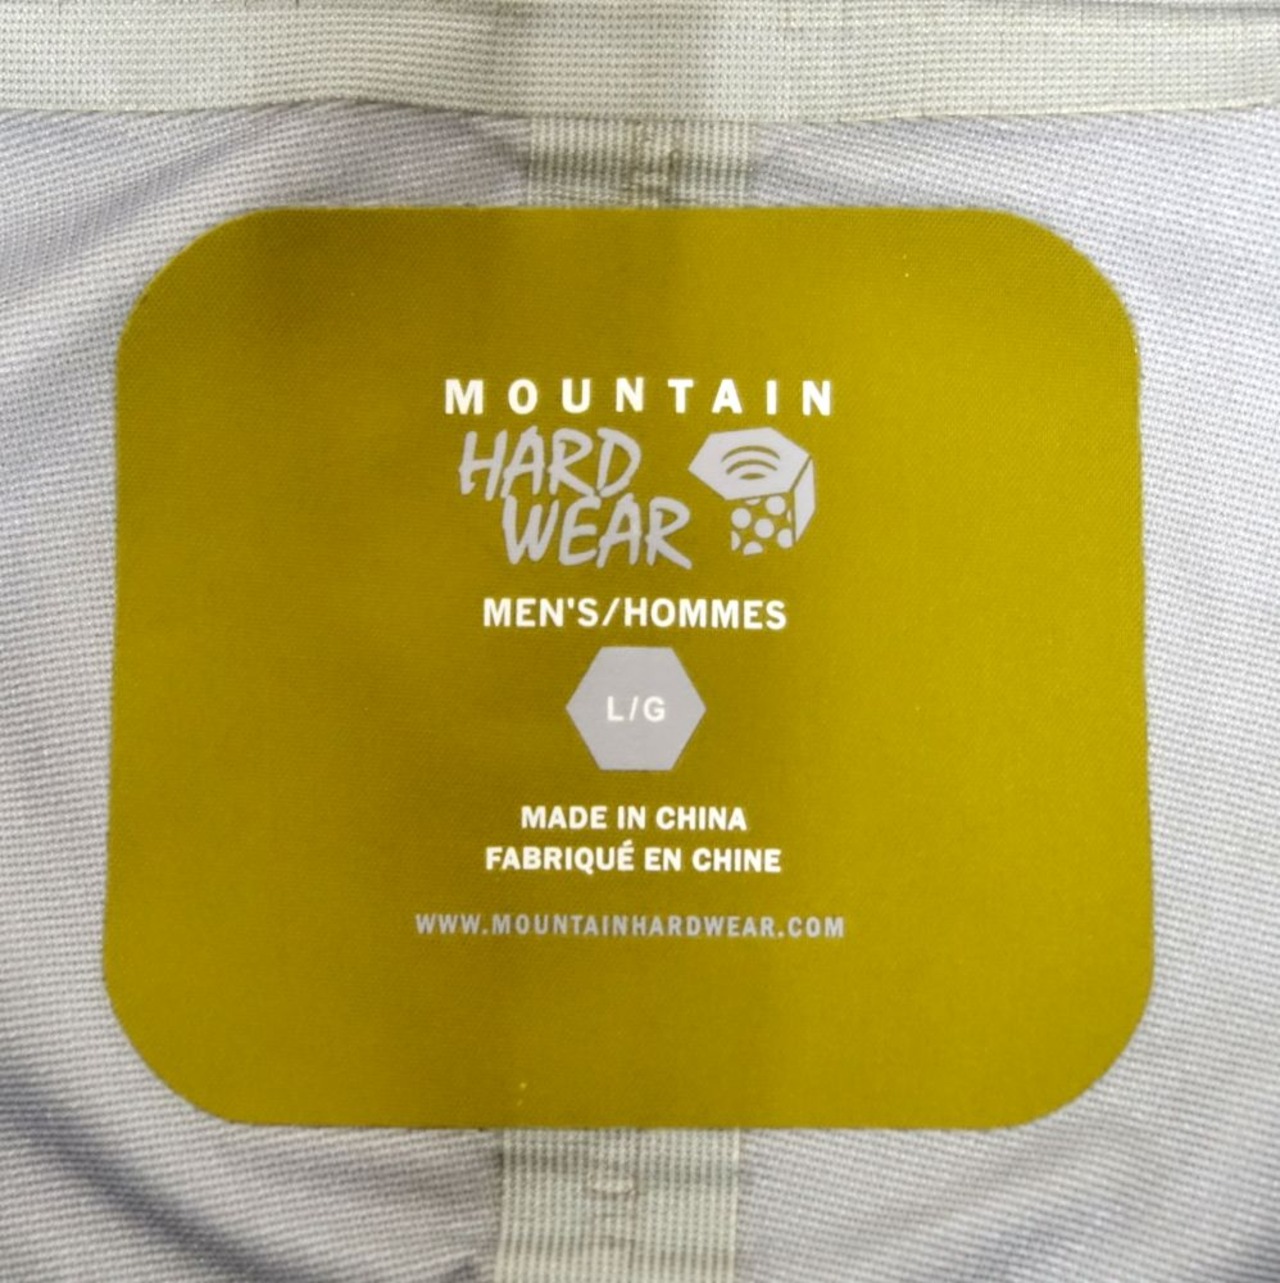 MOUNTAIN
HARD
WEAR
MEN'S/HOMMES
L/G
MADE IN CHINA
FABRIQUÉ EN CHINE
WWW.MOUNTAINHARDWEAR.COM